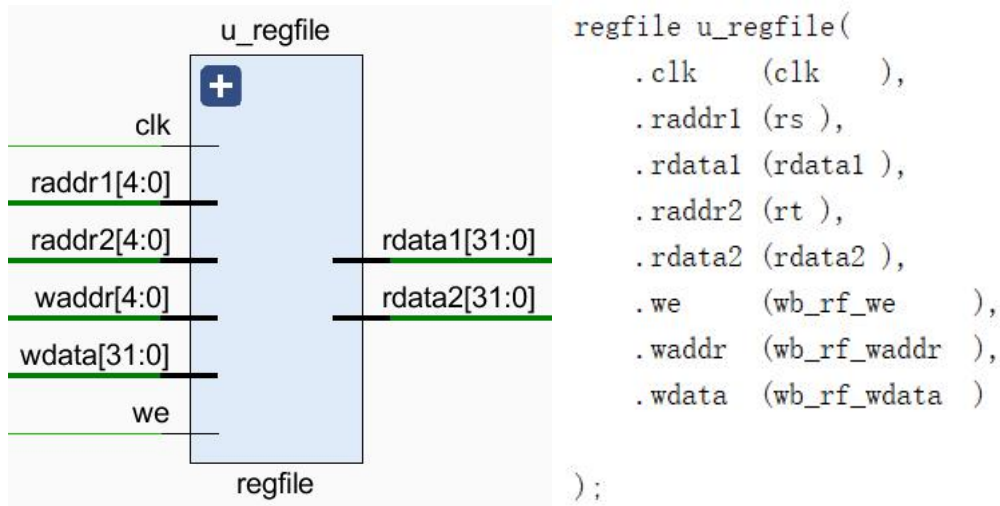 u_regfile
clk
raddr1[4:0]
raddr2[4:0]
waddr[4:0]
wdata[31:0]
we
rdata1[31:0]
rdata2[31:0]
regfile
regfile u_regfile(
.clk (clk ),
.raddr1 (rs ),
.rdata1 (rdata1 ),
.raddr2 (rt ),
.rdata2 (rdata2 ),
.we (wb_rf_we ),
.waddr (wb_rf_waddr ),
.wdata (wb_rf_wdata )
);